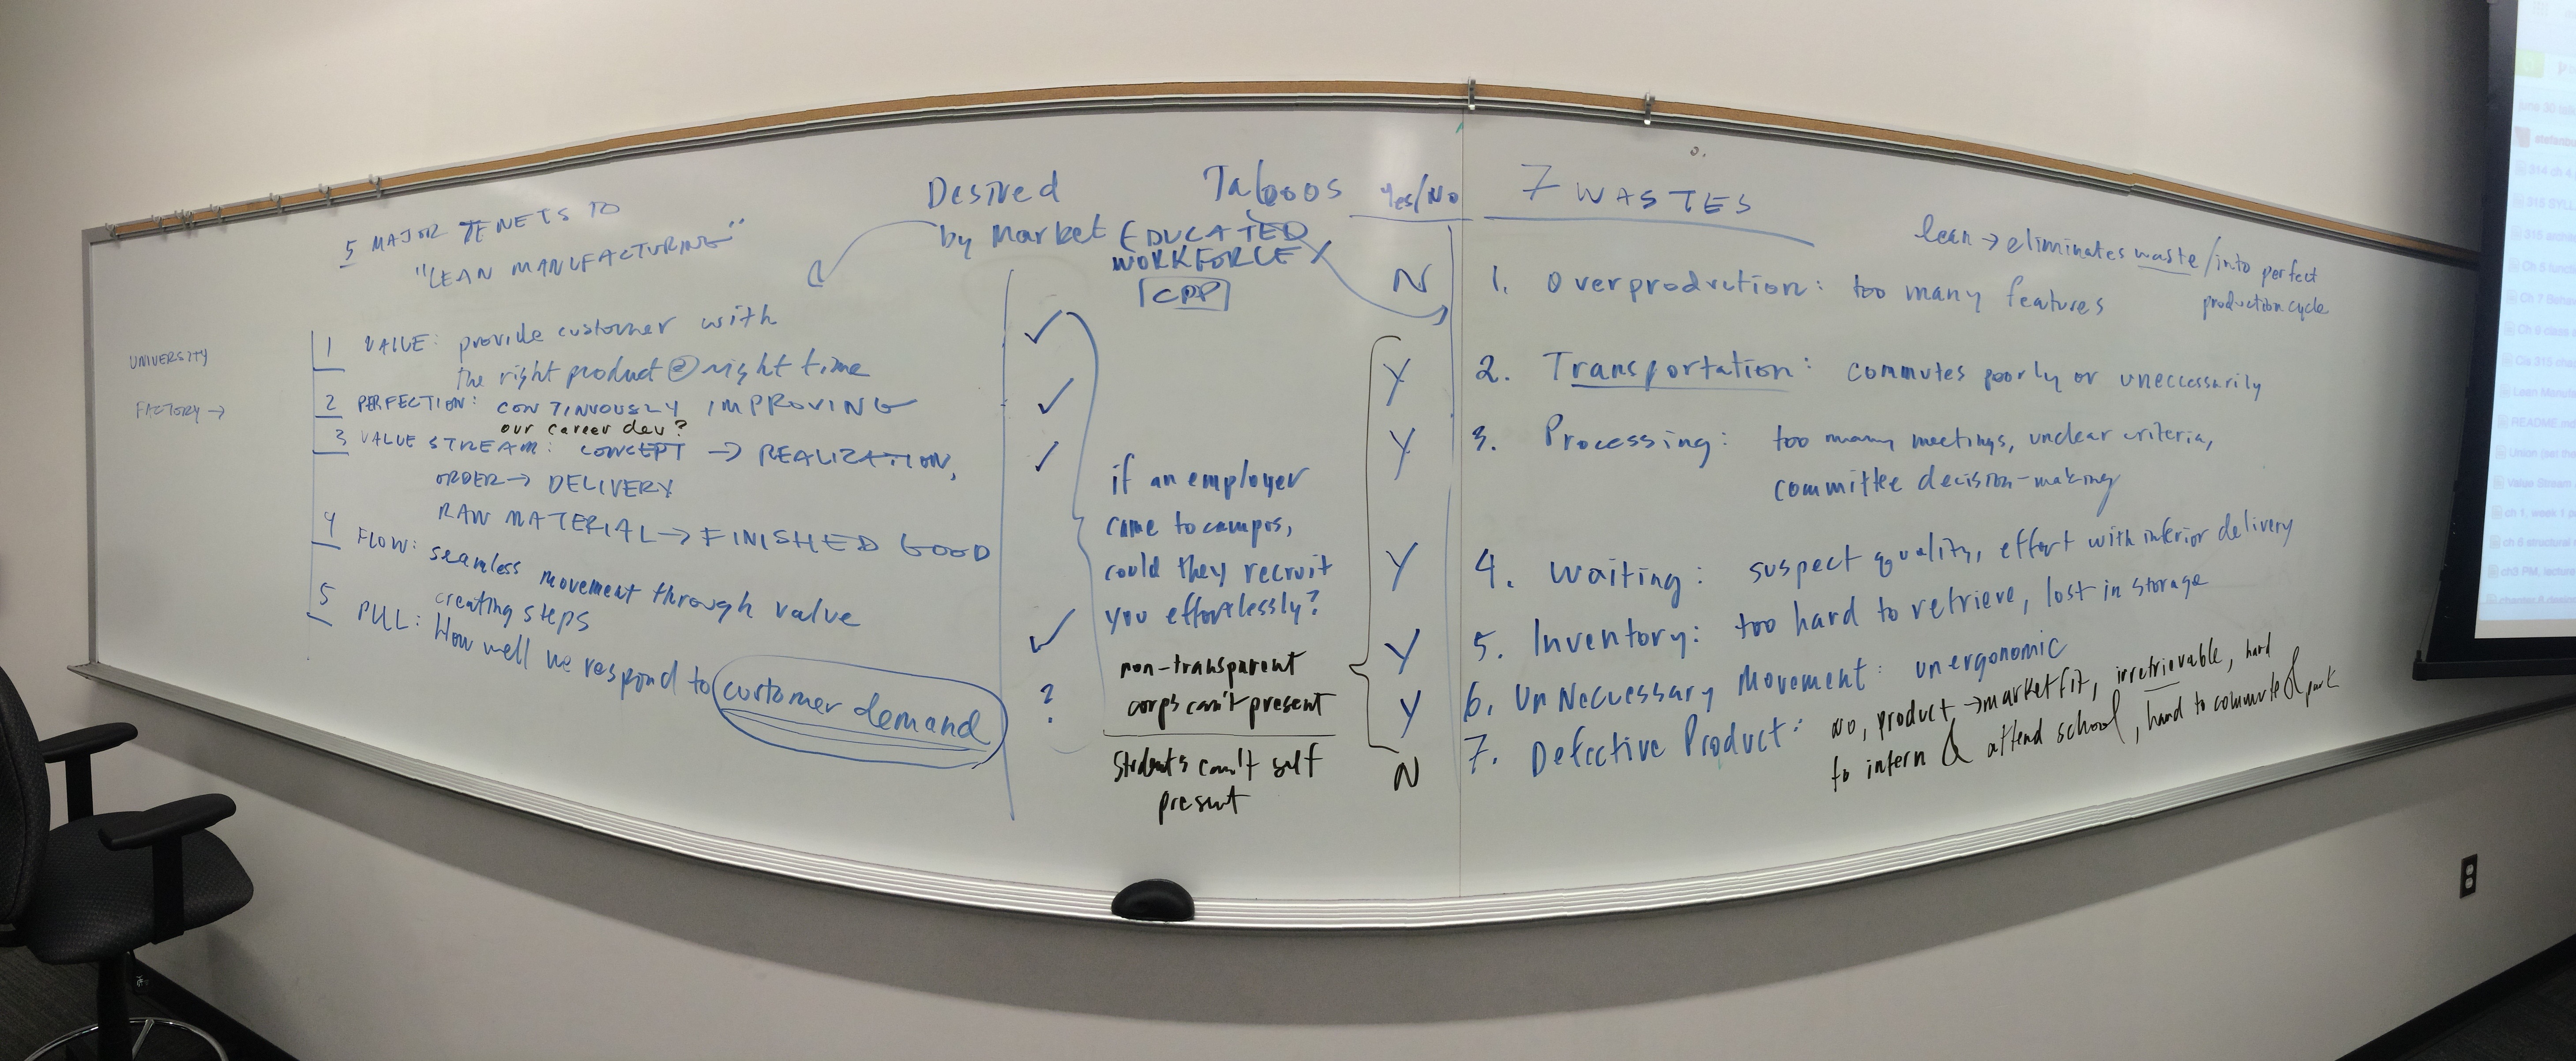 5 MAJOR TENETS TO
"LEAN MANUFACTURING"
UNIVERSITY
FACTORY →
1 VALUE: provide customer with
the right product @ right time
2 PERFECTION: CONTINUOUSLY IMPROVING
our career dev?
3 VALUE STREAM: CONCEPT → REALIZATION,
ORDER → DELIVERY
RAW MATERIAL → FINISHED GOOD
4 FLOW: seamless movement through value
creating steps
5 PULL: How well we respond to customer demand
Desired
by Market
✓
✓
✓
✓
?
Taboos
EDUCATED
WORKFORCE
[CPP]
if an employer
came to campus,
could they recruit
you effortlessly?
non-transparent
corps can't present
Students can't self
present
Yes/No
N
Y
Y
Y
Y
Y
N
7 WASTES
lean → eliminates waste/into perfect
production cycle
1. Overproduction: too many features
2. Transportation: commutes poorly or uneccessarily
3. Processing: too many meetings, unclear criteria,
committee decision-making
4. Waiting: suspect quality, effort with inferior delivery
5. Inventory: too hard to retrieve, lost in storage
6. UnNeccessary Movement: unergonomic
7. Defective Product: No, product → market fit, irretrievable, hard
to intern & attend school, hard to commute & park
README.md